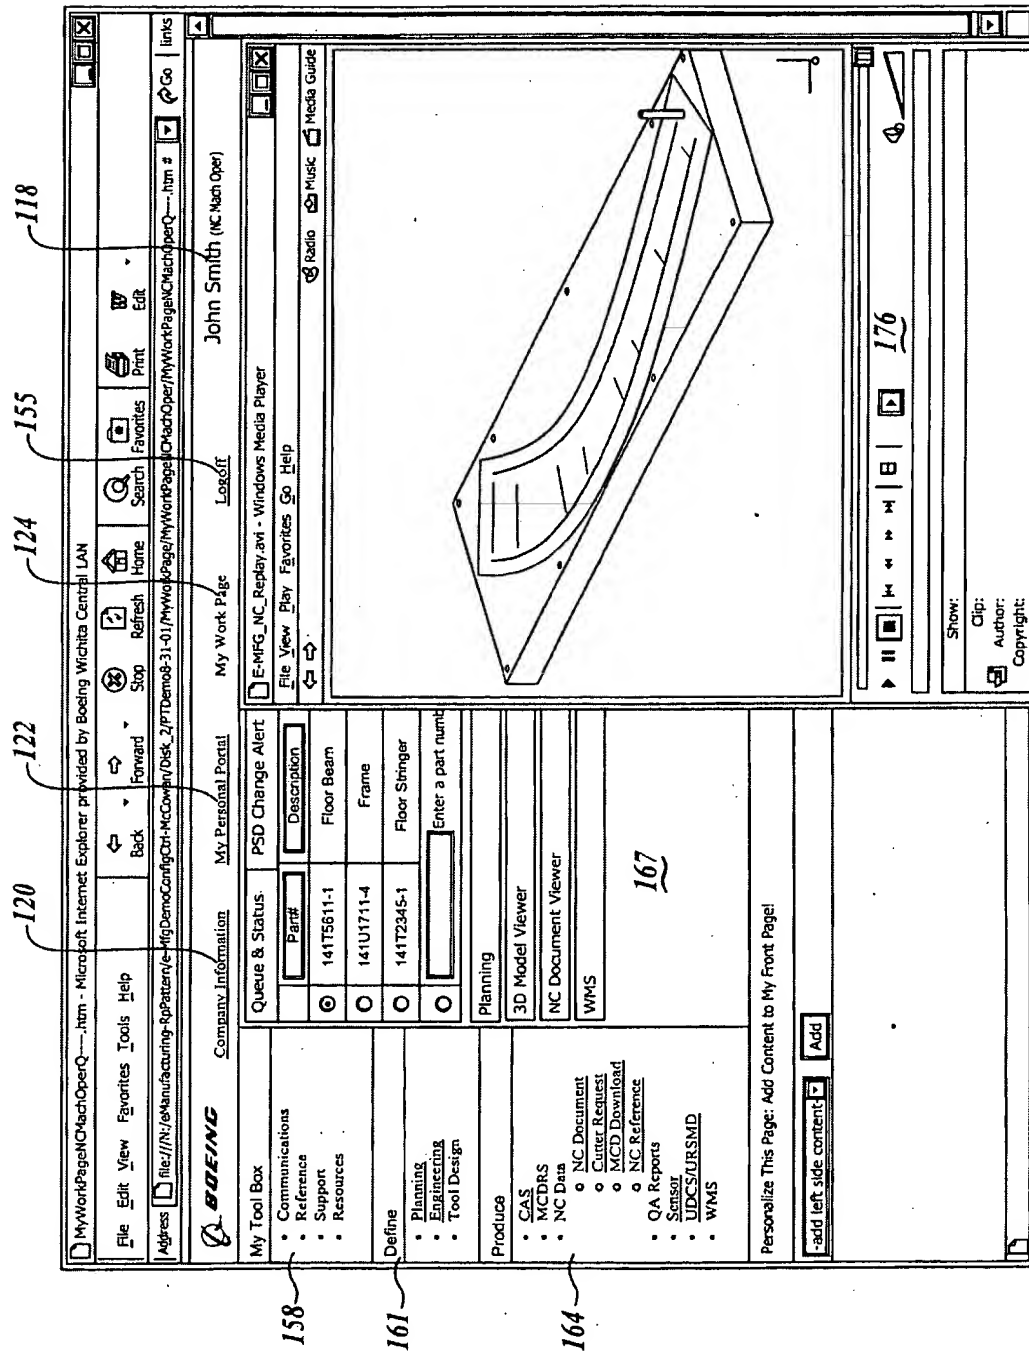 118
155
124
122
120
MyWorkPageNCMachOperQ----.htm - Microsoft Internet Explorer provided by Boeing Wichita Central LAN
File Edit View Favorites Tools Help
Back Forward Stop Refresh Home Search Favorites Print Edit
Address file:///N:/eManufacturing-RpPattern/e-MfgDemoConfigCtrl-McCowen/Disk_2/PTDemo8-31-01/MyWorkPage/MyWorkPageNCMachOper/MyWorkPageNCMachOperQ----.htm # Go links
BOEING Company Information My Personal Portal My Work Page Logoff John Smith (NC Mach Oper)
My Tool Box
• Communications
• Reference
• Support
• Resources
158
Define
• Planning
• Engineering
• Tool Design
161
Produce
• CAS
• MCDRS
• NC Data
o NC Document
o Cutter Request
o MCD Download
o NC Reference
• QA Reports
• Sensor
• UDCS/URSMD
• WMS
164
Queue & Status PSD Change Alert
Part# Description
141T5611-1 Floor Beam
141U1711-4 Frame
141T2345-1 Floor Stringer
Enter a part numb
Planning
3D Model Viewer
NC Document Viewer
WMS
167
Personalize This Page: Add Content to My Front Page!
-add left side content- Add
E-MFG_NC_Replay.avi - Windows Media Player
File View Play Favorites Go Help
Radio Music Media Guide
176
Show:
Clip:
Author:
Copyright: